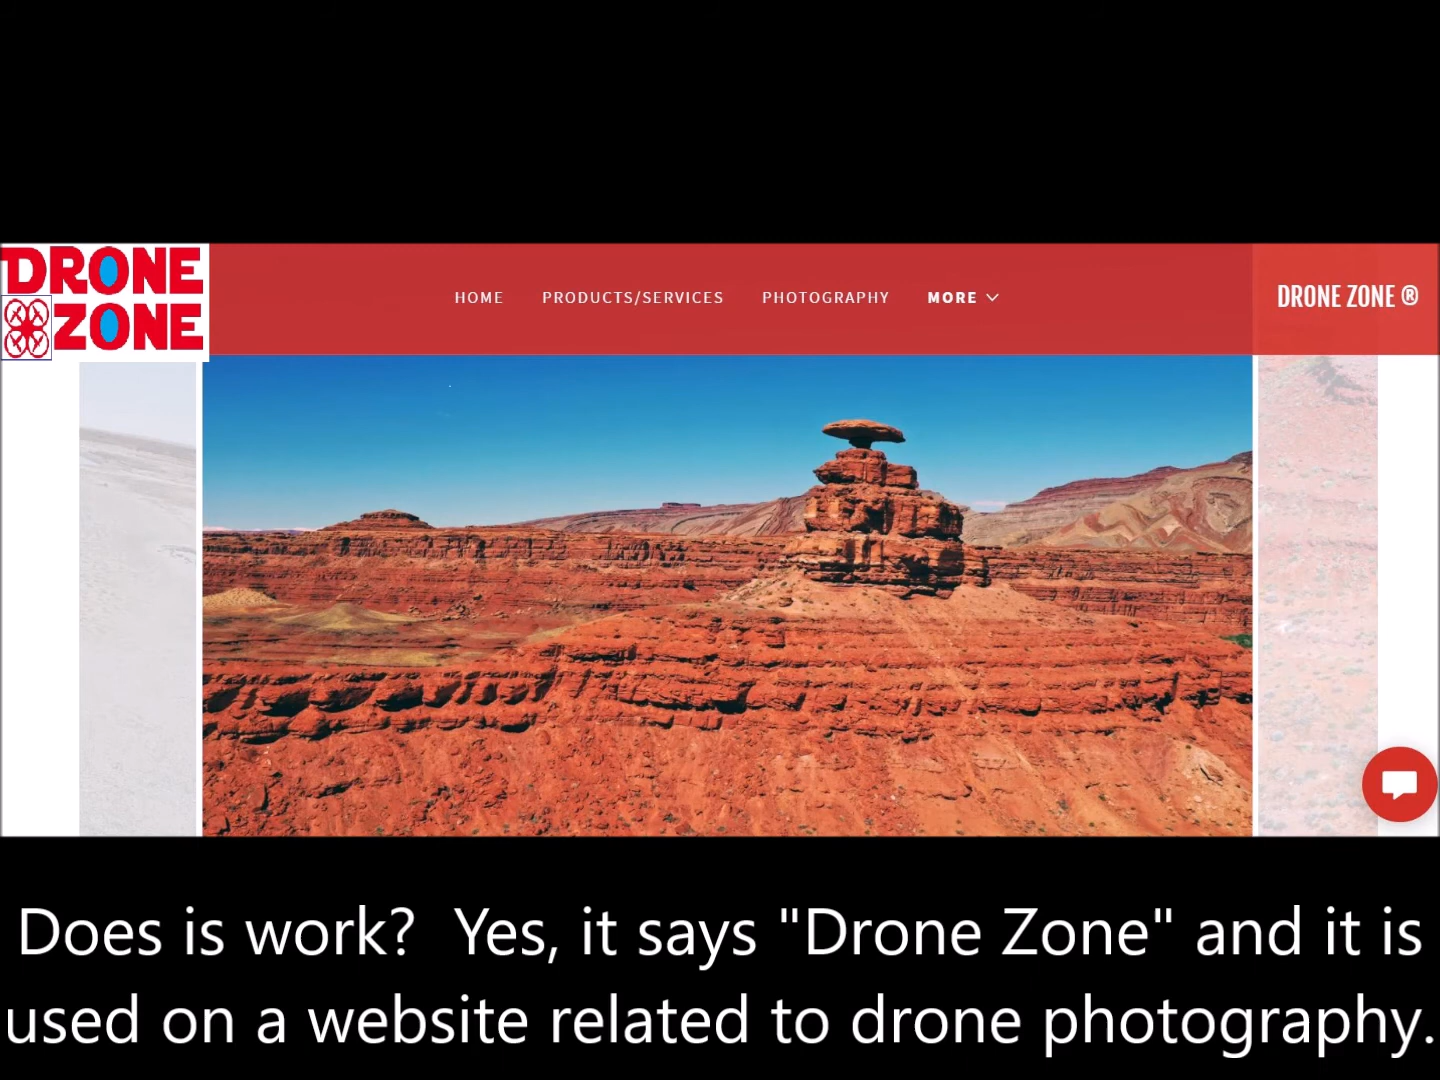 DRONE
ZONE
HOME PRODUCTS/SERVICES PHOTOGRAPHY MORE DRONE ZONE ®
Does is work?  Yes, it says "Drone Zone" and it is
used on a website related to drone photography.